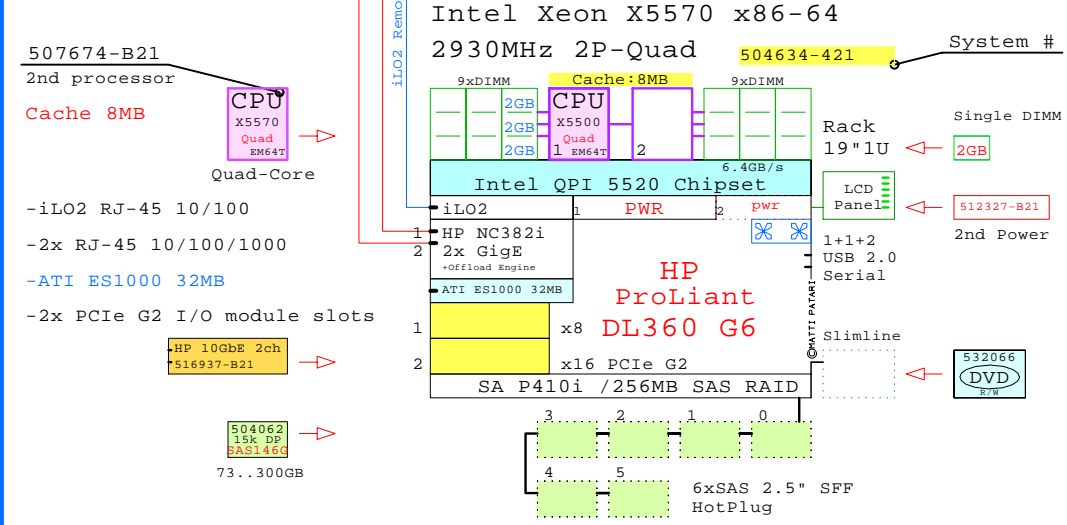 Intel Xeon X5570 x86-64
2930MHz 2P-Quad
504634-421
System #
iLO2 Remo
507674-B21
2nd processor
Cache 8MB
CPU
X5570
Quad
EM64T
Quad-Core
9xDIMM
Cache:8MB
9xDIMM
2GB
2GB
2GB
CPU
X5500
Quad
1 EM64T
2
Rack
19"1U
Single DIMM
2GB
6.4GB/s
Intel QPI 5520 Chipset
-iLO2 RJ-45 10/100
-2x RJ-45 10/100/1000
-ATI ES1000 32MB
-2x PCIe G2 I/O module slots
iLO2
1 PWR
2 pwr
LCD
Panel
512327-B21
2nd Power
1 HP NC382i
2 2x GigE
+Offload Engine
1+1+2
USB 2.0
Serial
ATI ES1000 32MB
HP
ProLiant
DL360 G6
©MATTI PATARI
1 x8
2 x16 PCIe G2
Slimline
HP 10GbE 2ch
516937-B21
532066
DVD
R/W
SA P410i /256MB SAS RAID
504062
15k DP
SAS146G
73..300GB
3 2 1 0
4 5
6xSAS 2.5" SFF
HotPlug